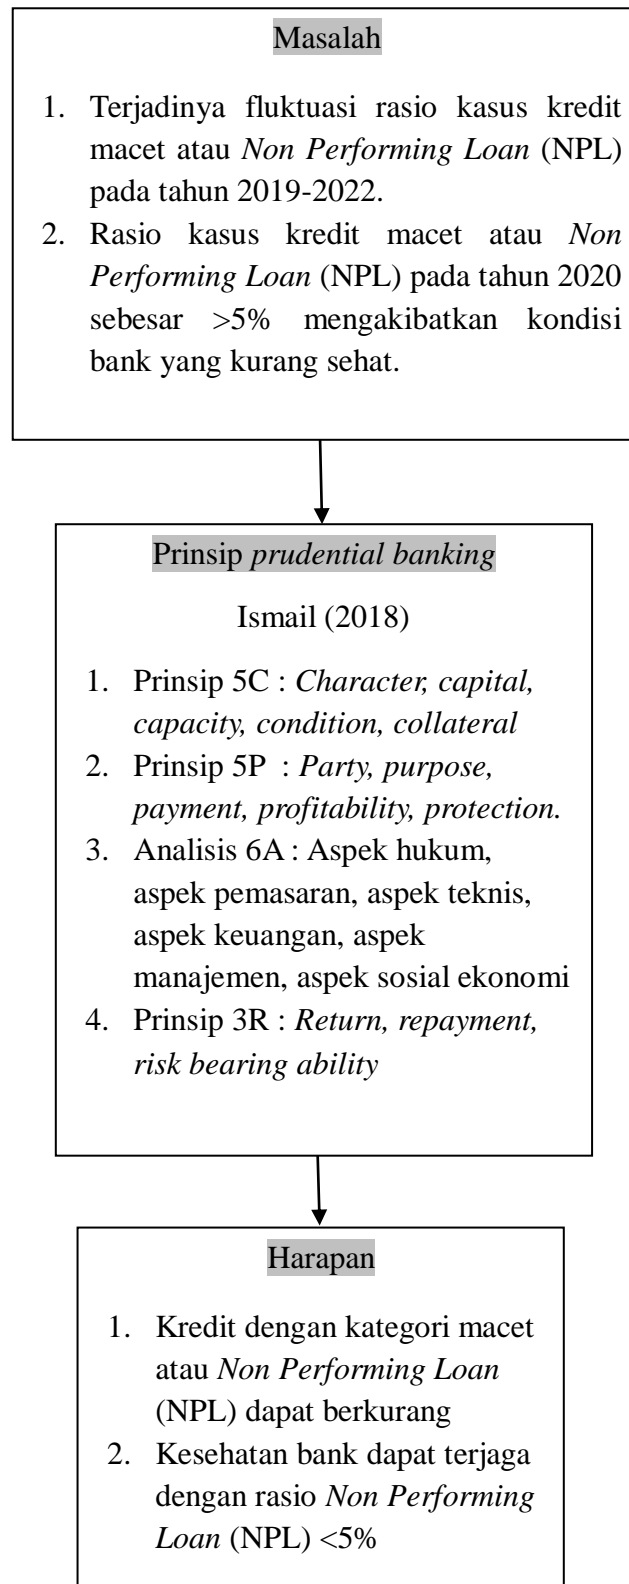 Masalah
1. Terjadinya fluktuasi rasio kasus kredit
macet atau Non Performing Loan (NPL)
pada tahun 2019-2022.
2. Rasio kasus kredit macet atau Non
Performing Loan (NPL) pada tahun 2020
sebesar >5% mengakibatkan kondisi
bank yang kurang sehat.
Prinsip prudential banking
Ismail (2018)
1. Prinsip 5C : Character, capital,
capacity, condition, collateral
2. Prinsip 5P : Party, purpose,
payment, profitability, protection.
3. Analisis 6A : Aspek hukum,
aspek pemasaran, aspek teknis,
aspek keuangan, aspek
manajemen, aspek sosial ekonomi
4. Prinsip 3R : Return, repayment,
risk bearing ability
Harapan
1. Kredit dengan kategori macet
atau Non Performing Loan
(NPL) dapat berkurang
2. Kesehatan bank dapat terjaga
dengan rasio Non Performing
Loan (NPL) <5%